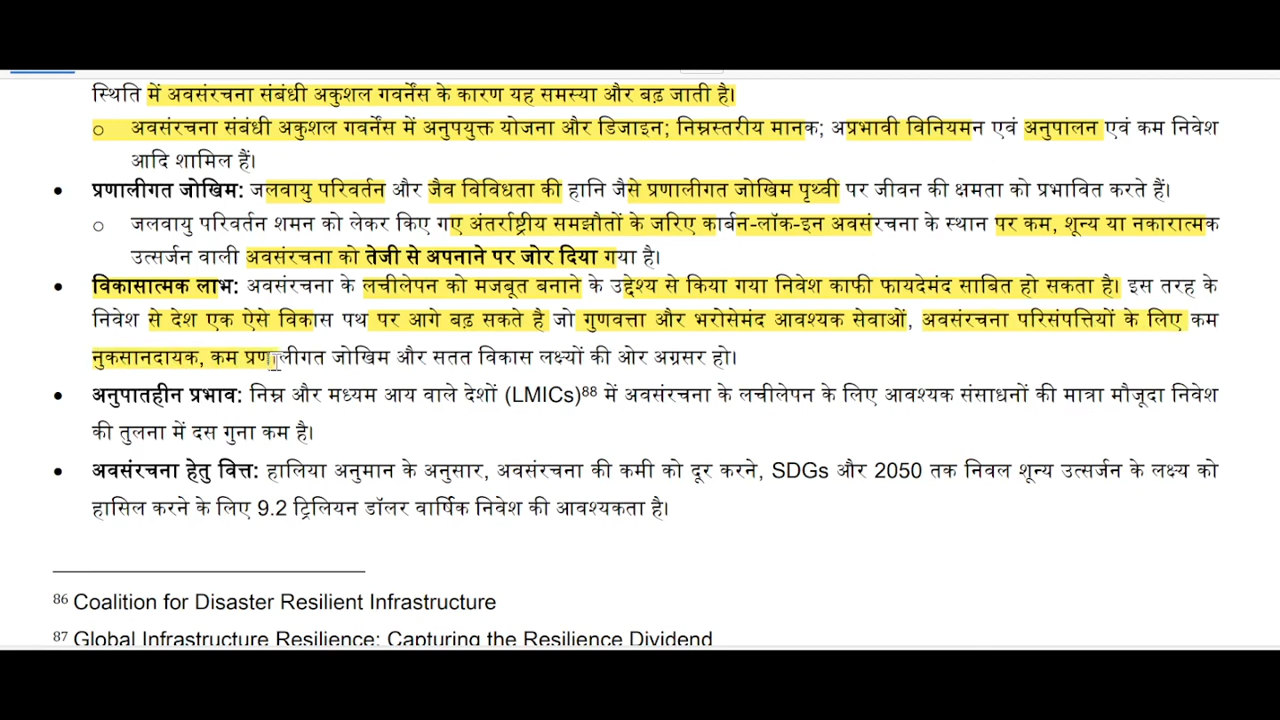 स्थिति में अवसंरचना संबंधी अकुशल गवर्नेंस के कारण यह समस्या और बढ़ जाती है।
o अवसंरचना संबंधी अकुशल गवर्नेंस में अनुपयुक्त योजना और डिजाइन; निम्नस्तरीय मानक; अप्रभावी विनियमन एवं अनुपालन एवं कम निवेश
आदि शामिल हैं।
• प्रणालीगत जोखिम: जलवायु परिवर्तन और जैव विविधता की हानि जैसे प्रणालीगत जोखिम पृथ्वी पर जीवन की क्षमता को प्रभावित करते हैं।
o जलवायु परिवर्तन शमन को लेकर किए गए अंतर्राष्ट्रीय समझौतों के जरिए कार्बन-लॉक-इन अवसंरचना के स्थान पर कम, शून्य या नकारात्मक
उत्सर्जन वाली अवसंरचना को तेजी से अपनाने पर जोर दिया गया है।
• विकासात्मक लाभ: अवसंरचना के लचीलेपन को मजबूत बनाने के उद्देश्य से किया गया निवेश काफी फायदेमंद साबित हो सकता है। इस तरह के
निवेश से देश एक ऐसे विकास पथ पर आगे बढ़ सकते है जो गुणवत्ता और भरोसेमंद आवश्यक सेवाओं, अवसंरचना परिसंपत्तियों के लिए कम
नुकसानदायक, कम प्रणालीगत जोखिम और सतत विकास लक्ष्यों की ओर अग्रसर हो।
• अनुपातहीन प्रभाव: निम्न और मध्यम आय वाले देशों (LMICs)⁸⁸ में अवसंरचना के लचीलेपन के लिए आवश्यक संसाधनों की मात्रा मौजूदा निवेश
की तुलना में दस गुना कम है।
• अवसंरचना हेतु वित्त: हालिया अनुमान के अनुसार, अवसंरचना की कमी को दूर करने, SDGs और 2050 तक निवल शून्य उत्सर्जन के लक्ष्य को
हासिल करने के लिए 9.2 ट्रिलियन डॉलर वार्षिक निवेश की आवश्यकता है।
⁸⁶ Coalition for Disaster Resilient Infrastructure
⁸⁷ Global Infrastructure Resilience: Capturing the Resilience Dividend